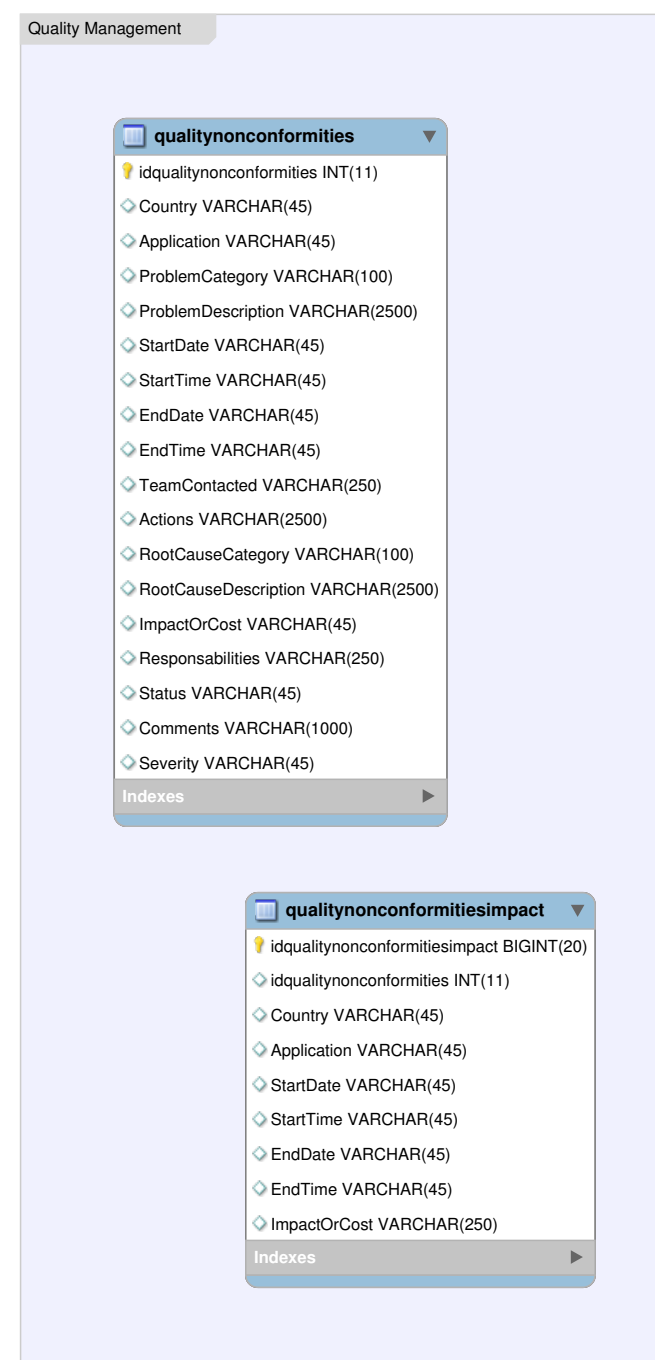 Quality Management
qualitynonconformities
idqualitynonconformities INT(11)
Country VARCHAR(45)
Application VARCHAR(45)
ProblemCategory VARCHAR(100)
ProblemDescription VARCHAR(2500)
StartDate VARCHAR(45)
StartTime VARCHAR(45)
EndDate VARCHAR(45)
EndTime VARCHAR(45)
TeamContacted VARCHAR(250)
Actions VARCHAR(2500)
RootCauseCategory VARCHAR(100)
RootCauseDescription VARCHAR(2500)
ImpactOrCost VARCHAR(45)
Responsabilities VARCHAR(250)
Status VARCHAR(45)
Comments VARCHAR(1000)
Severity VARCHAR(45)
Indexes
qualitynonconformitiesimpact
idqualitynonconformitiesimpact BIGINT(20)
idqualitynonconformities INT(11)
Country VARCHAR(45)
Application VARCHAR(45)
StartDate VARCHAR(45)
StartTime VARCHAR(45)
EndDate VARCHAR(45)
EndTime VARCHAR(45)
ImpactOrCost VARCHAR(250)
Indexes